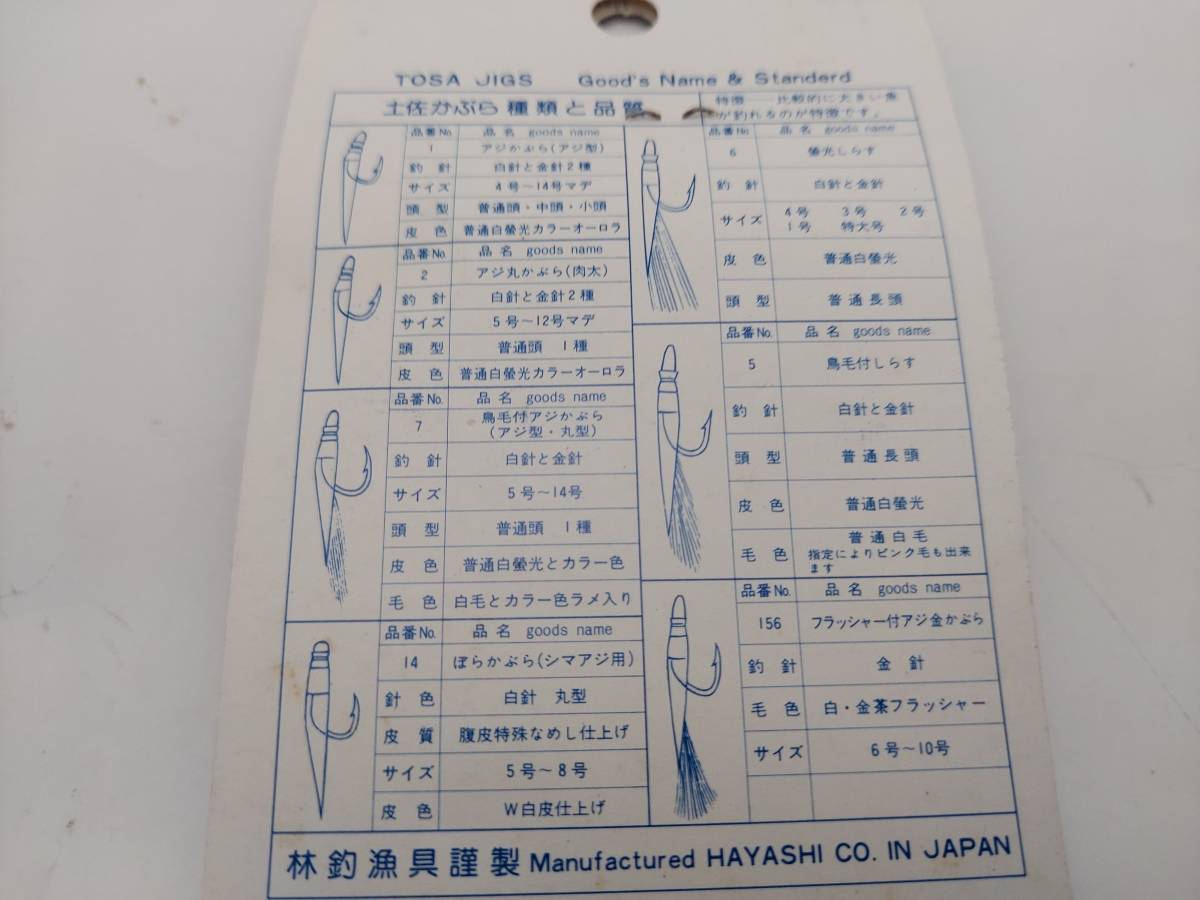 TOSA JIGS Good's Name & Standerd
土佐かぶら種類と品質
特徴――比較的に大きい魚
が釣れるのが特徴です。
品番No. 品名 goods name
1 アジかぶら(アジ型)
釣針 白針と金針2種
サイズ 4号〜14号マデ
頭型 普通頭・中頭・小頭
皮色 普通白螢光カラーオーロラ
品番No. 品名 goods name
2 アジ丸かぶら(肉太)
釣針 白針と金針2種
サイズ 5号〜12号マデ
頭型 普通頭 1種
皮色 普通白螢光カラーオーロラ
品番No. 品名 goods name
7 鳥毛付アジかぶら
(アジ型・丸型)
釣針 白針と金針
サイズ 5号〜14号
頭型 普通頭 1種
皮色 普通白螢光とカラー色
毛色 白毛とカラー色ラメ入り
品番No. 品名 goods name
14 ぼらかぶら(シマアジ用)
針色 白針 丸型
皮質 腹皮特殊なめし仕上げ
サイズ 5号〜8号
皮色 W白皮仕上げ
品番No. 品名 goods name
6 螢光しらす
釣針 白針と金針
サイズ 4号 3号 2号
1号 特大号
皮色 普通白螢光
頭型 普通長頭
品番No. 品名 goods name
5 鳥毛付しらす
釣針 白針と金針
頭型 普通長頭
皮色 普通白螢光
毛色 普通白毛
指定によりピンク毛も出来
ます
品番No. 品名 goods name
156 フラッシャー付アジ金かぶら
釣針 金針
毛色 白・金茶フラッシャー
サイズ 6号〜10号
林釣漁具謹製 Manufactured HAYASHI CO. IN JAPAN